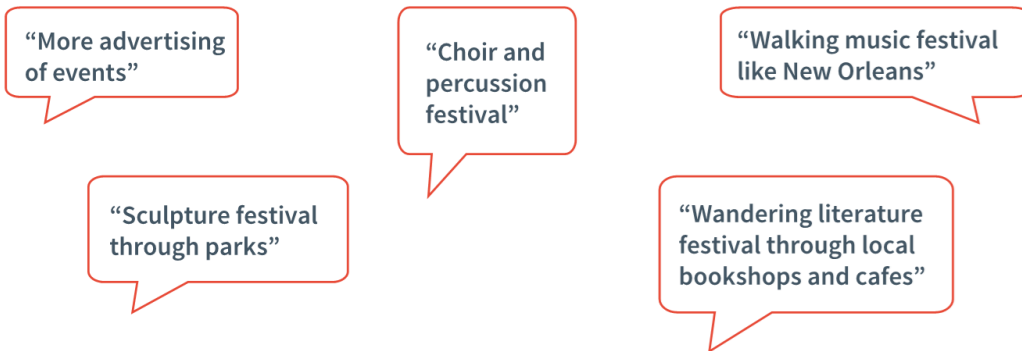 “More advertising
of events”
“Choir and
percussion
festival”
“Walking music festival
like New Orleans”
“Sculpture festival
through parks”
“Wandering literature
festival through local
bookshops and cafes”